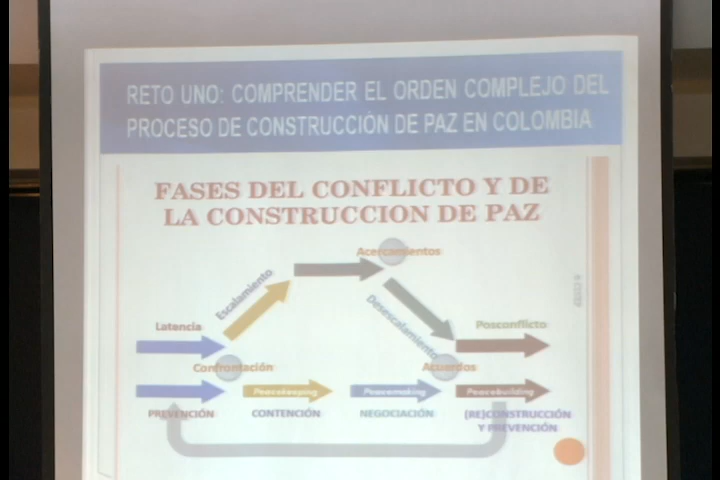 RETO UNO: COMPRENDER EL ORDEN COMPLEJO DEL
PROCESO DE CONSTRUCCIÓN DE PAZ EN COLOMBIA
FASES DEL CONFLICTO Y DE
LA CONSTRUCCION DE PAZ
Acercamientos
Escalamiento
Desescalamiento
Latencia
Posconflicto
Confrontación
Acuerdos
Peacekeeping
Peacemaking
Peacebuilding
PREVENCIÓN
CONTENCIÓN
NEGOCIACIÓN
(RE)CONSTRUCCIÓN
Y PREVENCIÓN